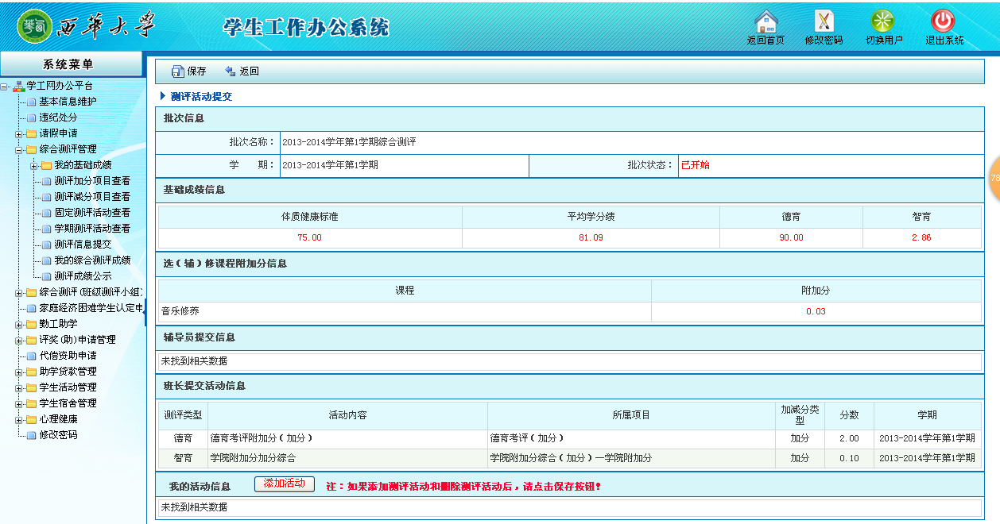 西华大学
学生工作办公系统
返回首页 修改密码 切换用户 退出系统
系统菜单
学工网办公平台
基本信息维护
违纪处分
请假申请
综合测评管理
我的基础成绩
测评加分项目查看
测评减分项目查看
固定测评活动查看
学期测评活动查看
测评信息提交
我的综合测评成绩
测评成绩公示
综合测评(班级测评小组)
家庭经济困难学生认定申
勤工助学
评奖(助)申请管理
代偿资助申请
助学贷款管理
学生活动管理
学生宿舍管理
心理健康
修改密码
保存 返回
测评活动提交
批次信息
批次名称： 2013-2014学年第1学期综合测评
学 期： 2013-2014学年第1学期 批次状态： 已开始
基础成绩信息
体质健康标准 平均学分绩 德育 智育
75.00 81.09 90.00 2.86
选（辅）修课程附加分信息
课程 附加分
音乐修养 0.03
辅导员提交信息
未找到相关数据
班长提交活动信息
测评类型 活动内容 所属项目 加减分类型 分数 学期
德育 德育考评附加分（加分） 德育考评（加分） 加分 2.00 2013-2014学年第1学期
智育 学院附加分加分综合 学院附加分综合（加分）—学院附加分 加分 0.10 2013-2014学年第1学期
我的活动信息 添加活动 注：如果添加测评活动和删除测评活动后，请点击保存按钮！
未找到相关数据
78